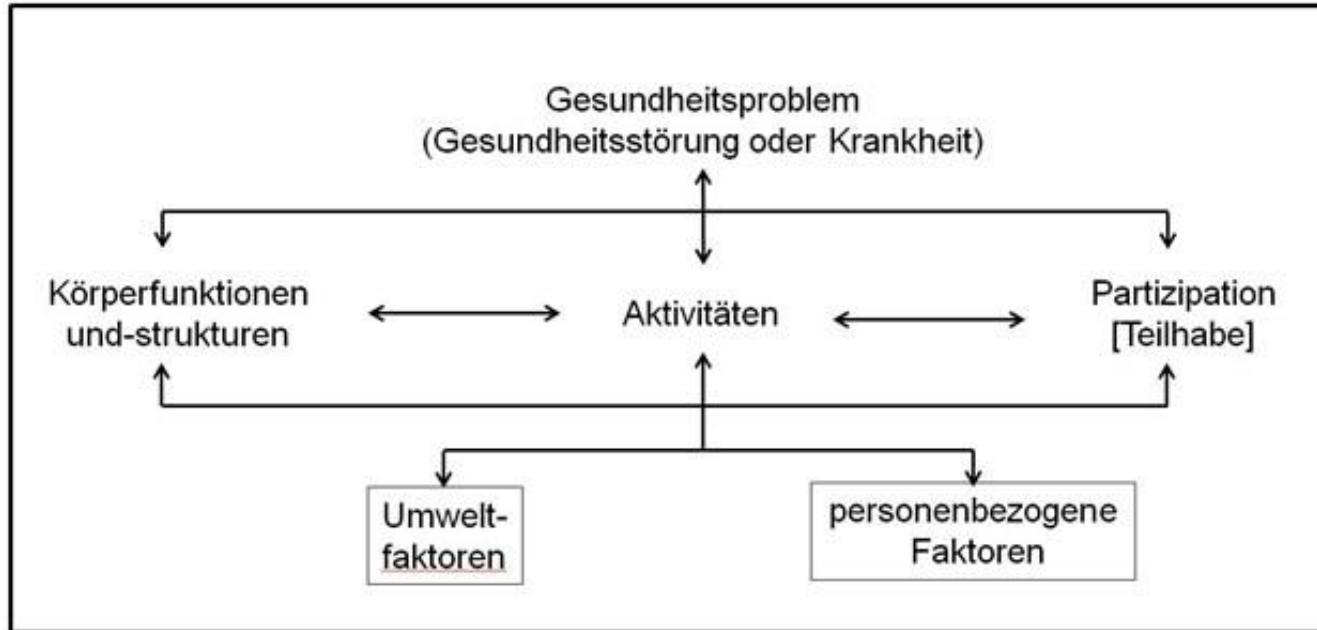 Gesundheitsproblem
(Gesundheitsstörung oder Krankheit)
Körperfunktionen
und-strukturen
Aktivitäten
Partizipation
[Teilhabe]
Umwelt-
faktoren
personenbezogene
Faktoren